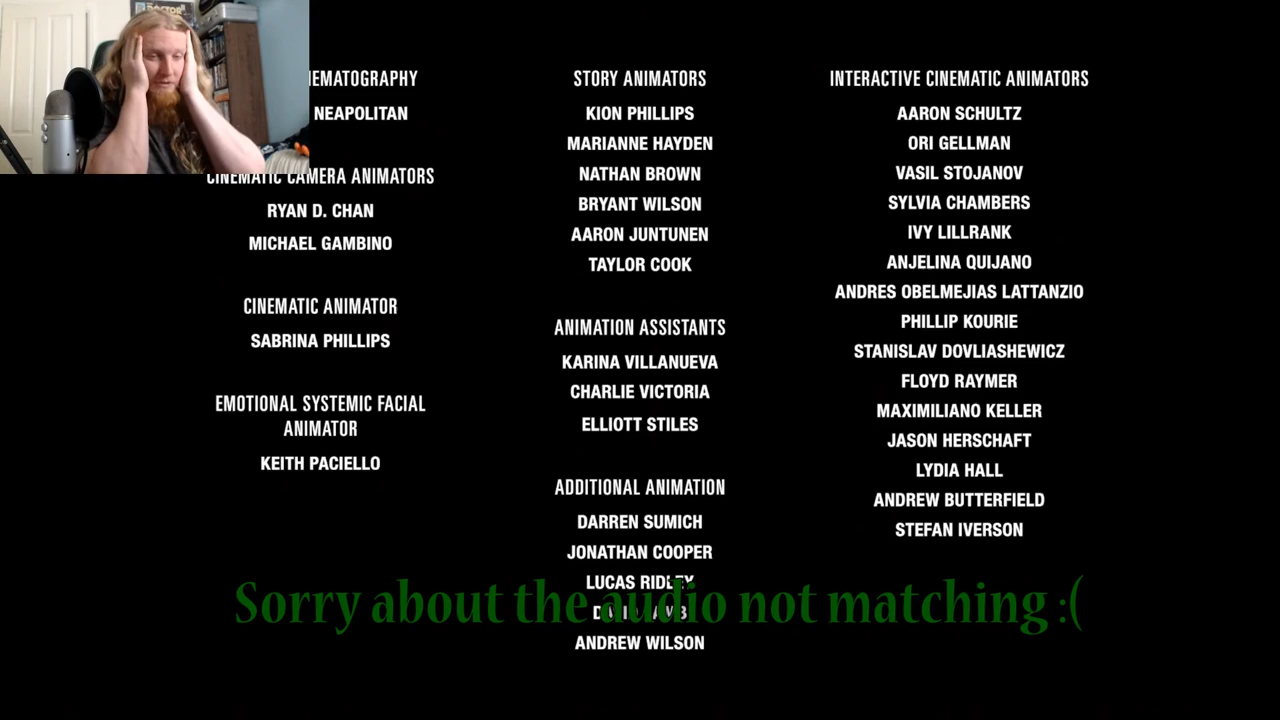 DOCTOR
NEMATOGRAPHY
NEAPOLITAN
CINEMATIC CAMERA ANIMATORS
RYAN D. CHAN
MICHAEL GAMBINO
CINEMATIC ANIMATOR
SABRINA PHILLIPS
EMOTIONAL SYSTEMIC FACIAL
ANIMATOR
KEITH PACIELLO
STORY ANIMATORS
KION PHILLIPS
MARIANNE HAYDEN
NATHAN BROWN
BRYANT WILSON
AARON JUNTUNEN
TAYLOR COOK
ANIMATION ASSISTANTS
KARINA VILLANUEVA
CHARLIE VICTORIA
ELLIOTT STILES
ADDITIONAL ANIMATION
DARREN SUMICH
JONATHAN COOPER
LUCAS RIDLEY
ANDREW WILSON
INTERACTIVE CINEMATIC ANIMATORS
AARON SCHULTZ
ORI GELLMAN
VASIL STOJANOV
SYLVIA CHAMBERS
IVY LILLRANK
ANJELINA QUIJANO
ANDRES OBELMEJIAS LATTANZIO
PHILLIP KOURIE
STANISLAV DOVLIASHEWICZ
FLOYD RAYMER
MAXIMILIANO KELLER
JASON HERSCHAFT
LYDIA HALL
ANDREW BUTTERFIELD
STEFAN IVERSON
Sorry about the audio not matching :(